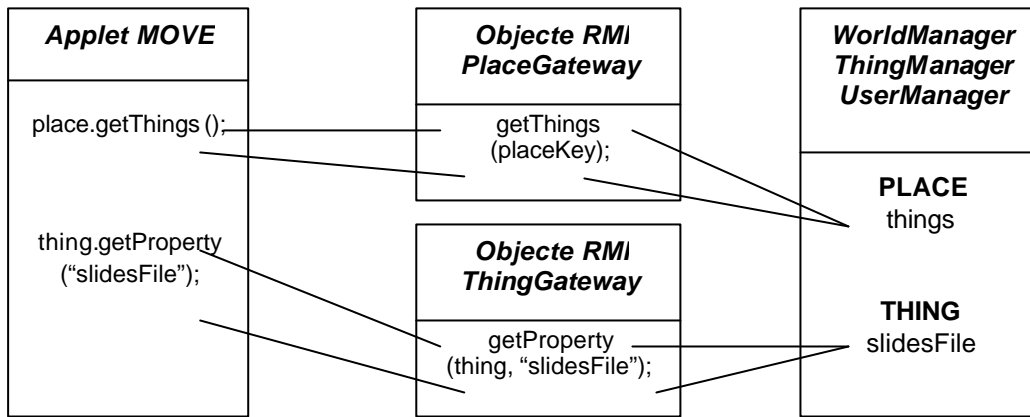 Applet MOVE
place.getThings ();
thing.getProperty
(“slidesFile”);
Objecte RMI
PlaceGateway
getThings
(placeKey);
Objecte RMI
ThingGateway
getProperty
(thing, “slidesFile”);
WorldManager
ThingManager
UserManager
PLACE
things
THING
slidesFile